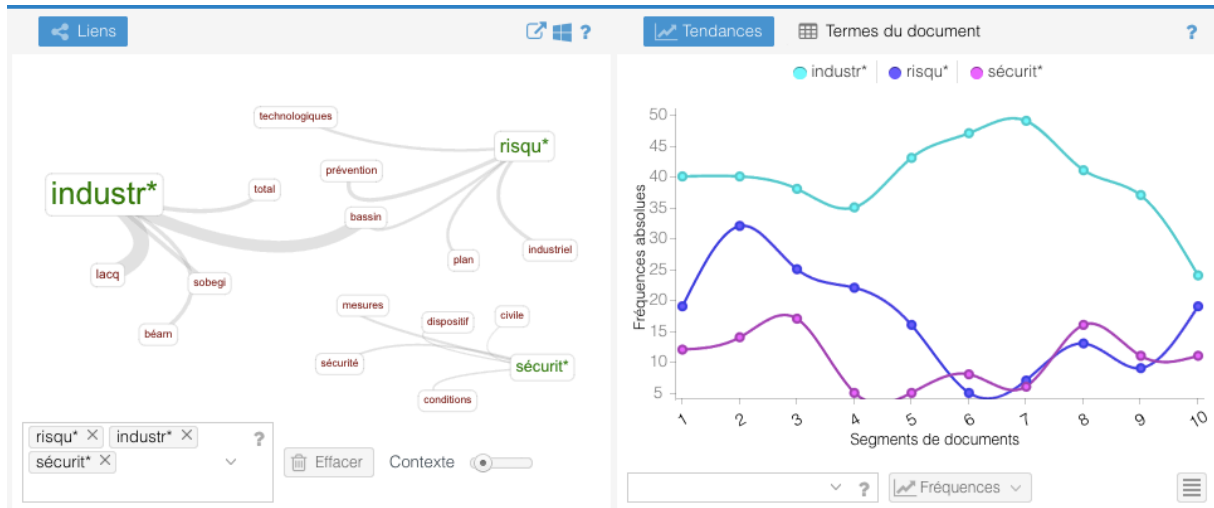 Liens
?
technologiques
risqu*
prévention
industr*
total
bassin
industriel
plan
lacq
sobegi
mesures
civile
dispositif
béarn
sécurité
sécurit*
conditions
risqu* × industr* × ?
sécurit* ×
Effacer Contexte
Tendances Termes du document ?
industr* risqu* sécurit*
Fréquences absolues
50
45
40
35
30
25
20
15
10
5
1 2 3 4 5 6 7 8 9 10
Segments de documents
? Fréquences